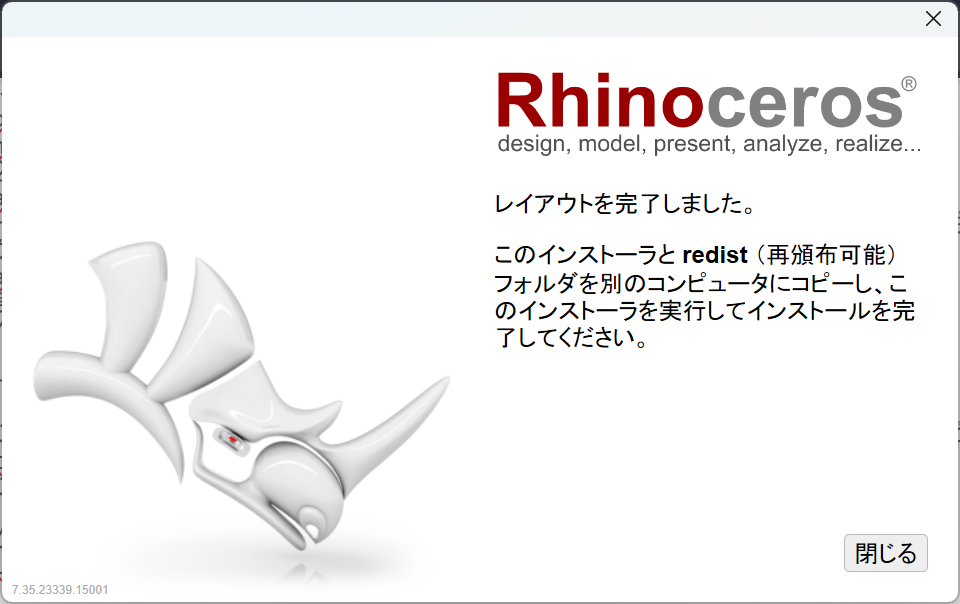 Rhinoceros®
design, model, present, analyze, realize...
レイアウトを完了しました。
このインストーラと redist（再頒布可能）
フォルダを別のコンピュータにコピーし、こ
のインストーラを実行してインストールを完
了してください。
閉じる
7.35.23339.15001